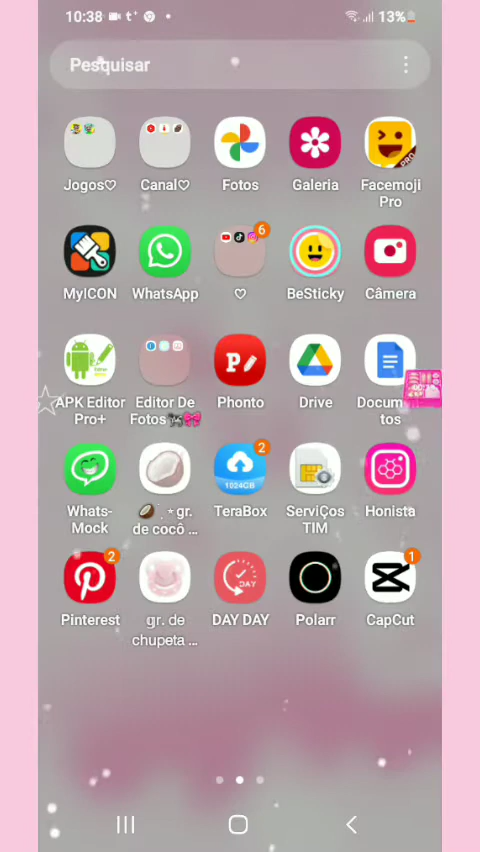 10:38 t+ 13%
Pesquisar
Jogos♡ Canal♡ Fotos Galeria Facemoji
Pro
6
MyICON WhatsApp ♡ BeSticky Câmera
APK Editor Editor De Phonto Drive Documen-
Pro+ Fotos🐩🎀 tos
2
1024GB
Whats- 🥥 ˛⋆gr. TeraBox ServiÇos Honista
Mock de cocô ... TIM
2 DAY 1
Pinterest gr. de DAY DAY Polarr CapCut
chupeta ...